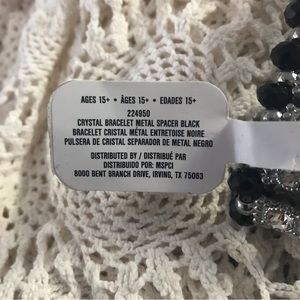 AGES 15+ • ÂGES 15+ • EDADES 15+
224950
CRYSTAL BRACELET METAL SPACER BLACK
BRACELET CRISTAL MÉTAL ENTRETOISE NOIRE
PULSERA DE CRISTAL SEPARADOR DE METAL NEGRO
DISTRIBUTED BY / DISTRIBUÉ PAR
DISTRIBUIDO POR: MSPCI
8000 BENT BRANCH DRIVE, IRVING, TX 75063